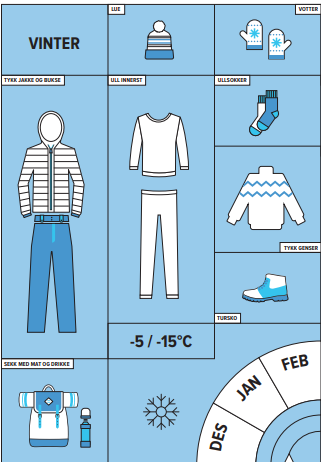 LUE
VOTTER
VINTER
TYKK JAKKE OG BUKSE
ULL INNERST
ULLSOKKER
TYKK GENSER
TURSKO
-5 / -15°C
SEKK MED MAT OG DRIKKE
DES
JAN
FEB